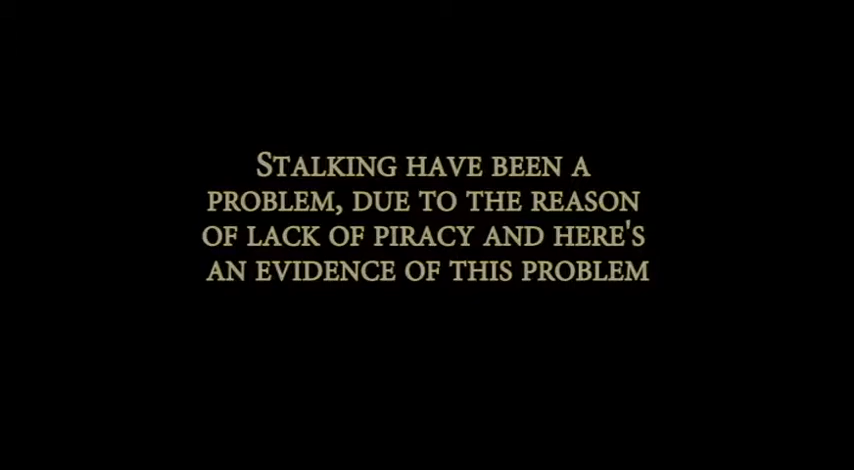 Stalking have been a
problem, due to the reason
of lack of piracy and here's
an evidence of this problem